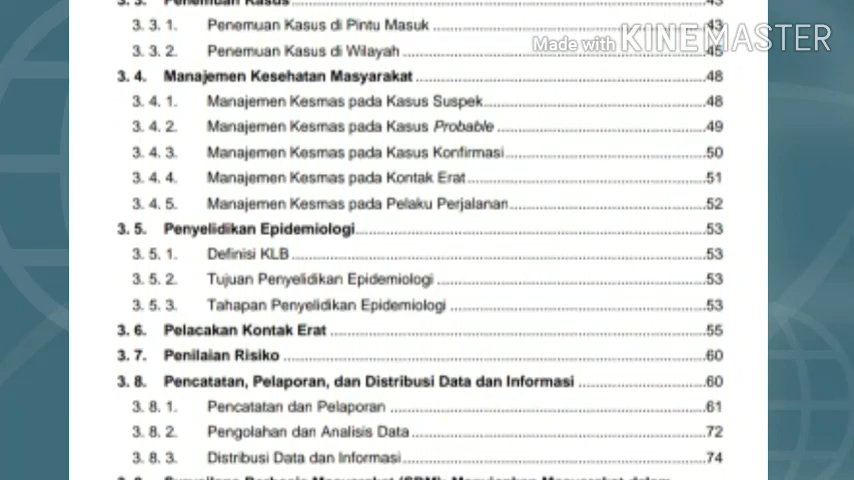 3. 3. Penemuan Kasus 43
3. 3. 1. Penemuan Kasus di Pintu Masuk 43
3. 3. 2. Penemuan Kasus di Wilayah 45
Made with KINEMASTER
3. 4. Manajemen Kesehatan Masyarakat 48
3. 4. 1. Manajemen Kesmas pada Kasus Suspek 48
3. 4. 2. Manajemen Kesmas pada Kasus Probable 49
3. 4. 3. Manajemen Kesmas pada Kasus Konfirmasi 50
3. 4. 4. Manajemen Kesmas pada Kontak Erat 51
3. 4. 5. Manajemen Kesmas pada Pelaku Perjalanan 52
3. 5. Penyelidikan Epidemiologi 53
3. 5. 1. Definisi KLB 53
3. 5. 2. Tujuan Penyelidikan Epidemiologi 53
3. 5. 3. Tahapan Penyelidikan Epidemiologi 53
3. 6. Pelacakan Kontak Erat 55
3. 7. Penilaian Risiko 60
3. 8. Pencatatan, Pelaporan, dan Distribusi Data dan Informasi 60
3. 8. 1. Pencatatan dan Pelaporan 61
3. 8. 2. Pengolahan dan Analisis Data 72
3. 8. 3. Distribusi Data dan Informasi 74